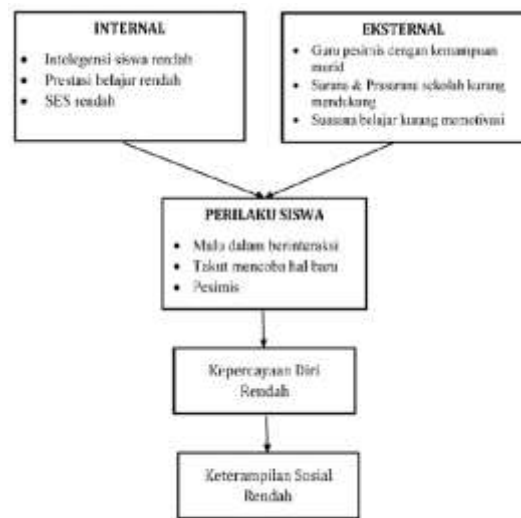 INTERNAL
Intelegensi siswa rendah
Prestasi belajar rendah
SES rendah
EKSTERNAL
Guru pesimis dengan kemampuan
murid
Sarana & Prasarana sekolah kurang
mendukung
Suasana belajar kurang memotivasi
PERILAKU SISWA
Malu dalam berinteraksi
Takut mencoba hal baru
Pesimis
Kepercayaan Diri
Rendah
Keterampilan Sosial
Rendah